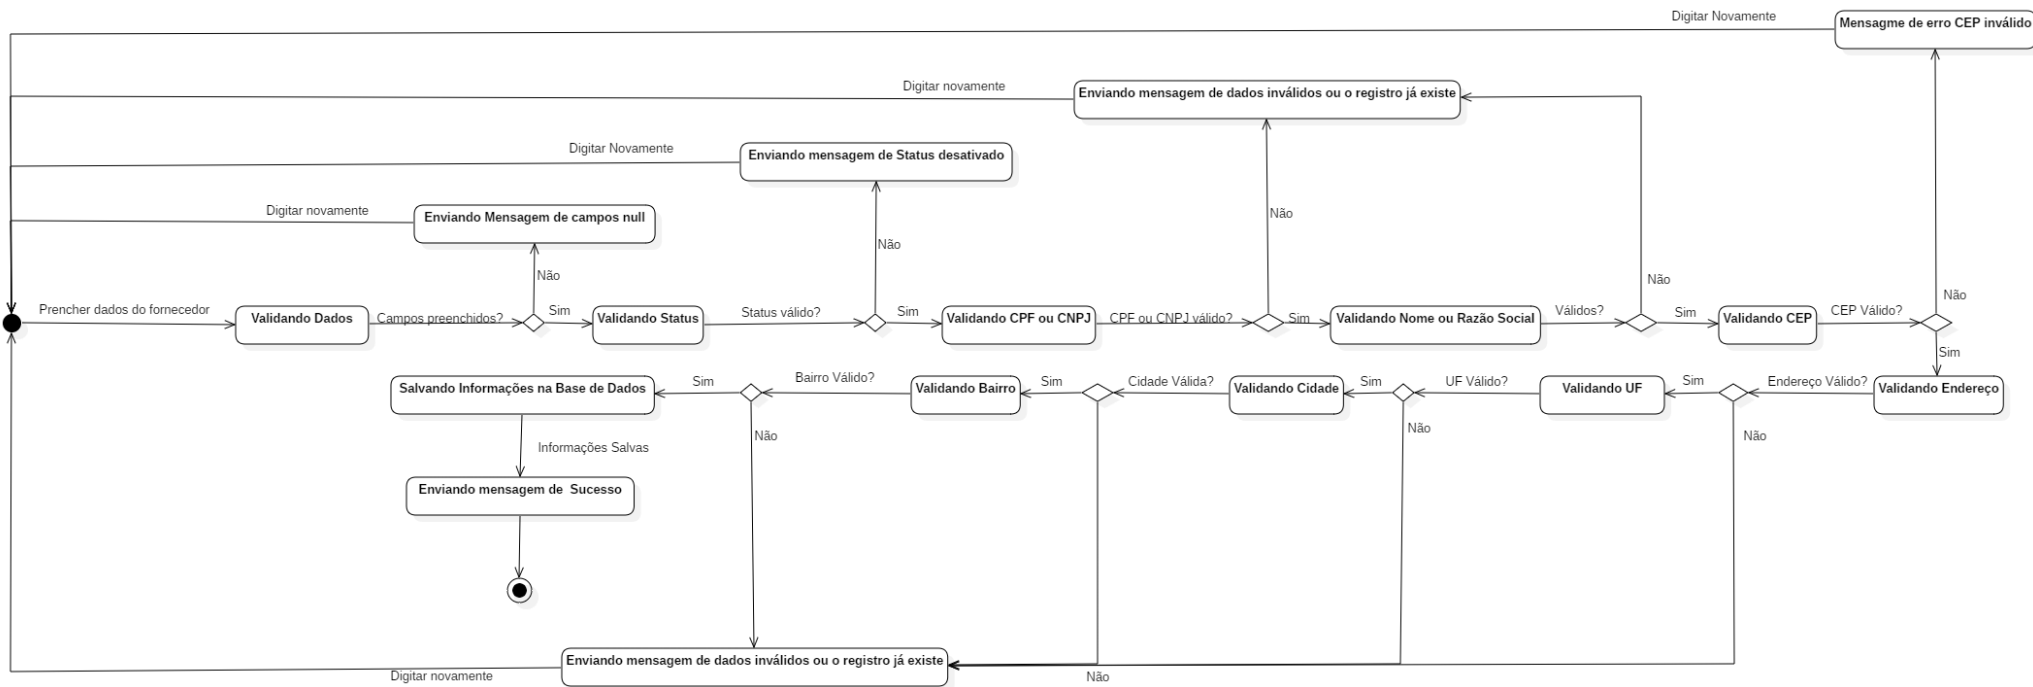 Digitar Novamente
Mensagme de erro CEP inválido
Digitar novamente
Enviando mensagem de dados inválidos ou o registro já existe
Digitar Novamente
Enviando mensagem de Status desativado
Digitar novamente
Enviando Mensagem de campos null
Não
Não
Não
Não
Não
Prencher dados do fornecedor
Validando Dados
Campos preenchidos?
Sim
Validando Status
Status válido?
Sim
Validando CPF ou CNPJ
CPF ou CNPJ válido?
Sim
Validando Nome ou Razão Social
Válidos?
Sim
Validando CEP
CEP Válido?
Sim
Validando Endereço
Endereço Válido?
Sim
Validando UF
UF Válido?
Sim
Validando Cidade
Cidade Válida?
Sim
Validando Bairro
Bairro Válido?
Sim
Salvando Informações na Base de Dados
Não
Não
Não
Informações Salvas
Enviando mensagem de  Sucesso
Enviando mensagem de dados inválidos ou o registro já existe
Digitar novamente
Não